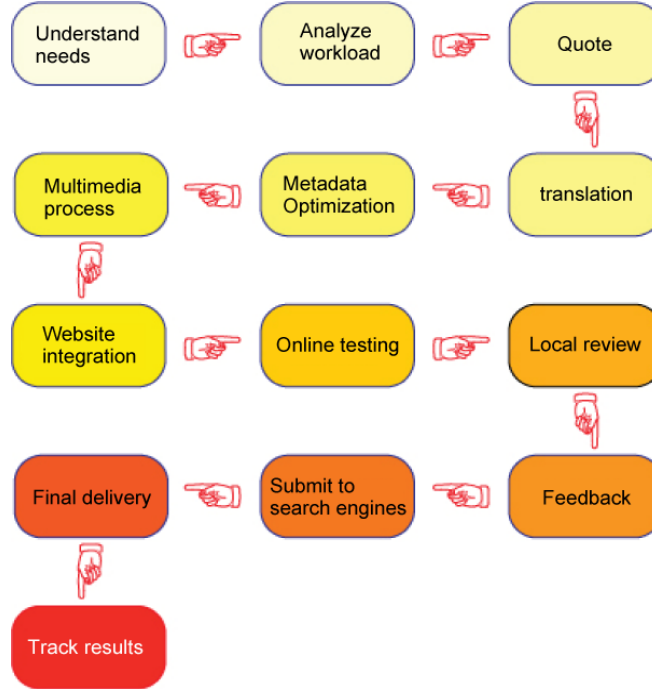 Understand
needs
Analyze
workload
Quote
translation
Metadata
Optimization
Multimedia
process
Website
integration
Online testing
Local review
Feedback
Submit to
search engines
Final delivery
Track results